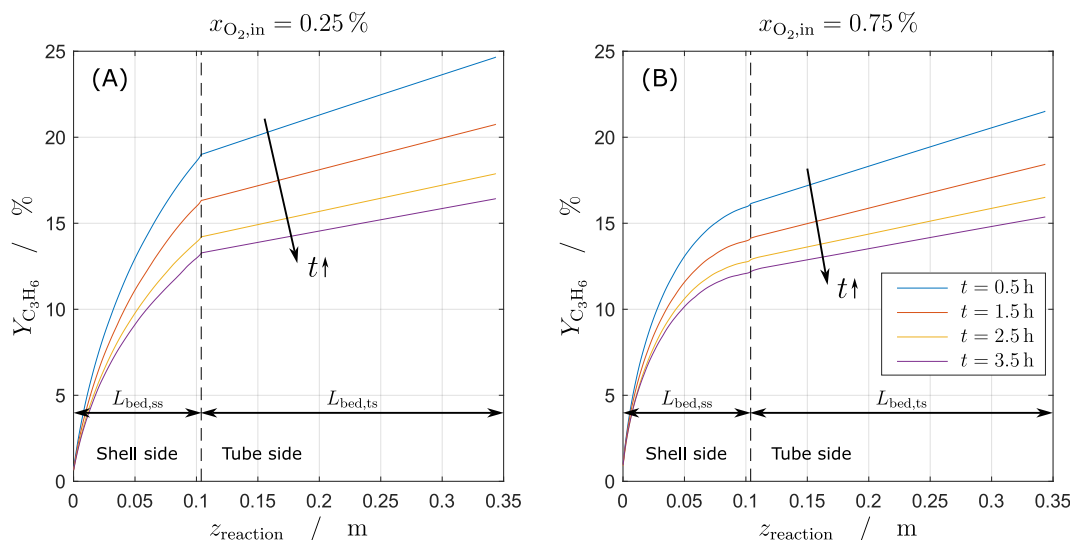 x_O₂,in = 0.25 %
(A)
25
20
15
10
5
0
Y_C₃H₆ / %
t↑
L_bed,ss
L_bed,ts
Shell side
Tube side
0
0.05
0.1
0.15
0.2
0.25
0.3
0.35
z_reaction / m
x_O₂,in = 0.75 %
(B)
25
20
15
10
5
0
Y_C₃H₆ / %
t↑
t = 0.5 h
t = 1.5 h
t = 2.5 h
t = 3.5 h
L_bed,ss
L_bed,ts
Shell side
Tube side
0
0.05
0.1
0.15
0.2
0.25
0.3
0.35
z_reaction / m